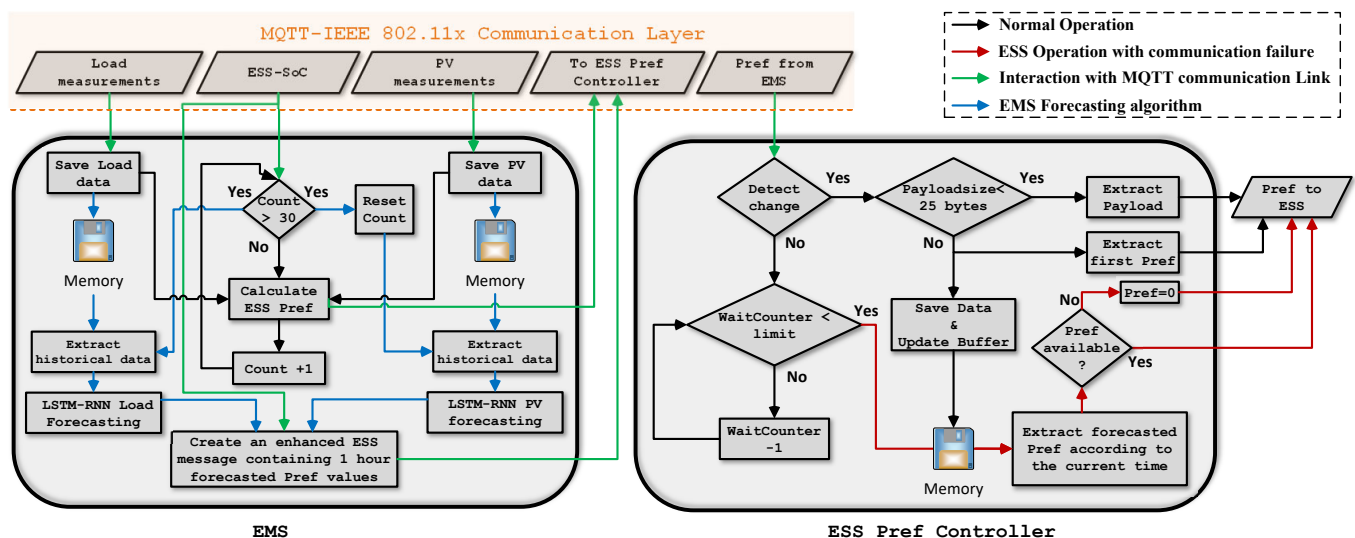 MQTT-IEEE 802.11x Communication Layer
Load
measurements
ESS-SoC
PV
measurements
To ESS Pref
Controller
Pref from
EMS
Normal Operation
ESS Operation with communication failure
Interaction with MQTT communication Link
EMS Forecasting algorithm
Save Load
data
Memory
Extract
historical data
LSTM-RNN Load
Forecasting
Yes
Count
> 30
Yes
No
Reset
Count
Calculate
ESS Pref
Count +1
Save PV
data
Memory
Extract
historical data
LSTM-RNN PV
forecasting
Create an enhanced ESS
message containing 1 hour
forecasted Pref values
EMS
Detect
change
Yes
No
Payloadsize<
25 bytes
Yes
No
Extract
Payload
Pref to
ESS
Extract
first Pref
WaitCounter <
limit
Yes
No
WaitCounter
-1
Save Data
&
Update Buffer
Memory
No
Pref=0
Pref
available
?
Yes
Extract forecasted
Pref according to
the current time
ESS Pref Controller